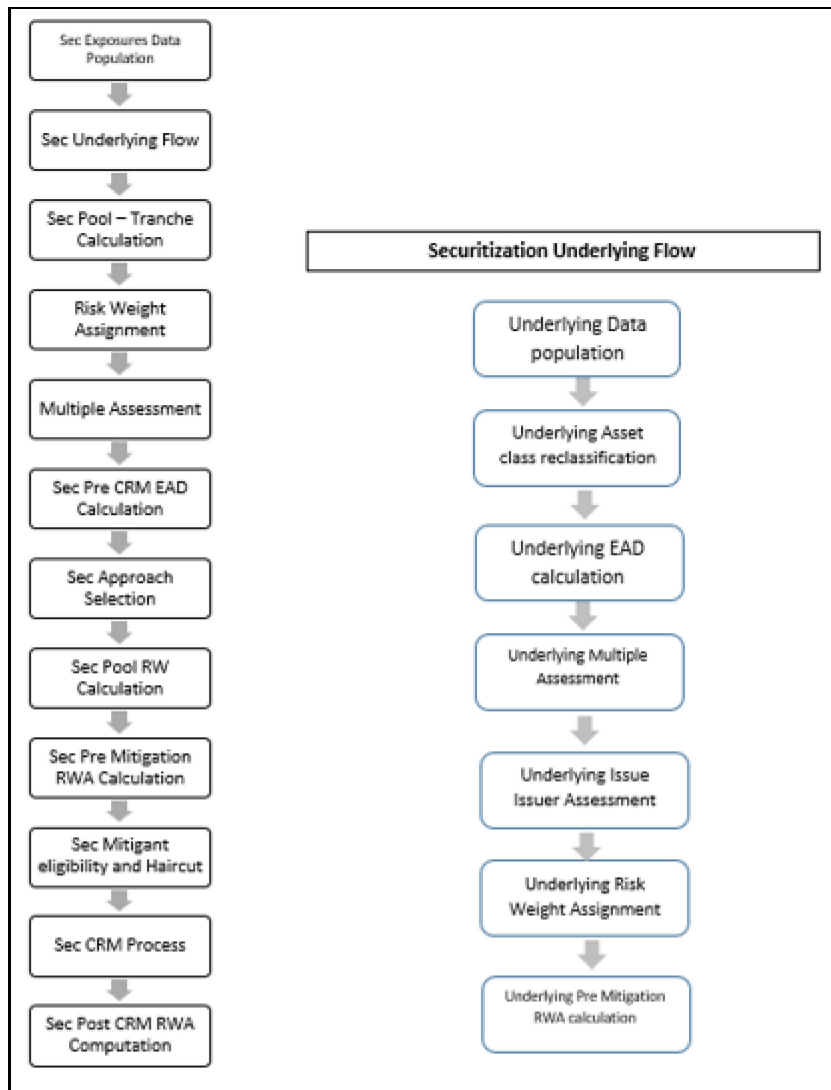 Sec Exposures Data
Population
Sec Underlying Flow
Sec Pool – Tranche
Calculation
Risk Weight
Assignment
Multiple Assessment
Sec Pre CRM EAD
Calculation
Sec Approach
Selection
Sec Pool RW
Calculation
Sec Pre Mitigation
RWA Calculation
Sec Mitigant
eligibility and Haircut
Sec CRM Process
Sec Post CRM RWA
Computation
Securitization Underlying Flow
Underlying Data
population
Underlying Asset
class reclassification
Underlying EAD
calculation
Underlying Multiple
Assessment
Underlying Issue
Issuer Assessment
Underlying Risk
Weight Assignment
Underlying Pre Mitigation
RWA calculation